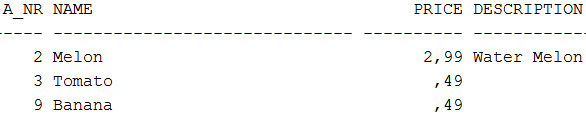 A_NR NAME PRICE DESCRIPTION
----- ------------------------------ ---------- ------------
2 Melon 2,99 Water Melon
3 Tomato ,49
9 Banana ,49